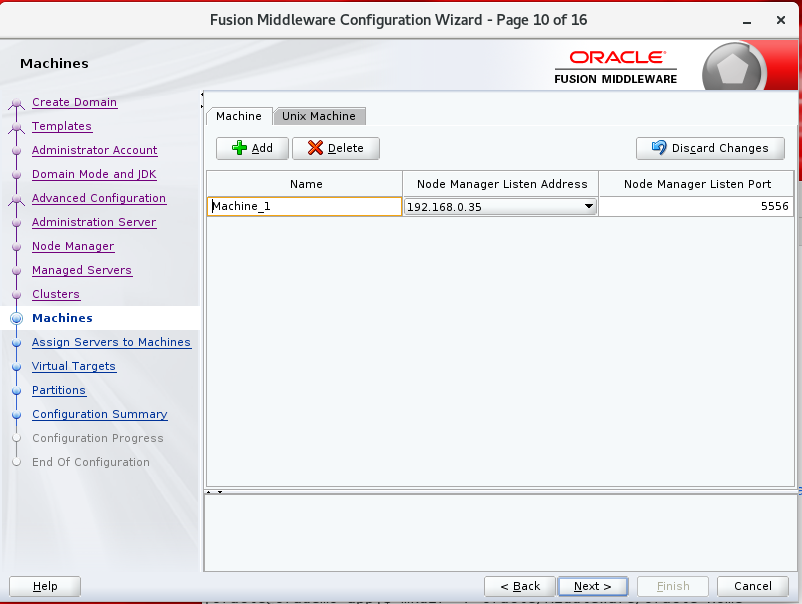 Fusion Middleware Configuration Wizard - Page 10 of 16
Machines
ORACLE
FUSION MIDDLEWARE
Create Domain
Templates
Administrator Account
Domain Mode and JDK
Advanced Configuration
Administration Server
Node Manager
Managed Servers
Clusters
Machines
Assign Servers to Machines
Virtual Targets
Partitions
Configuration Summary
Configuration Progress
End Of Configuration
Machine Unix Machine
Add Delete Discard Changes
Name Node Manager Listen Address Node Manager Listen Port
Machine_1 192.168.0.35 5556
Help < Back Next > Finish Cancel